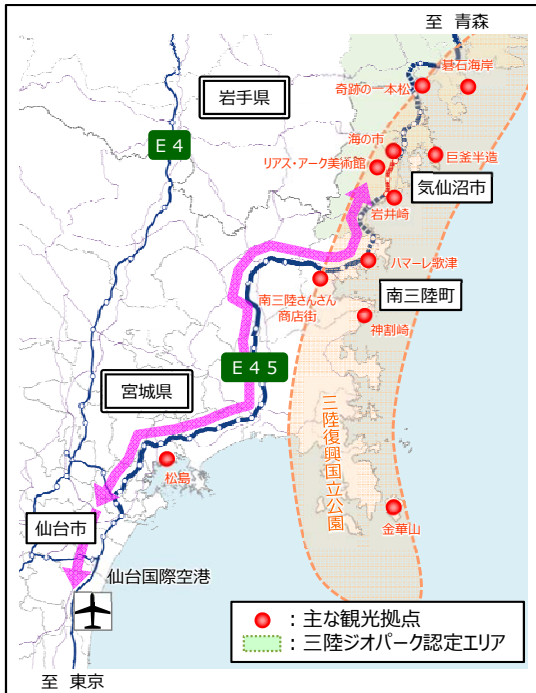 至 青森
碁石海岸
奇跡の一本松
岩手県
海の市
E4
リアス・アーク美術館
巨釜半造
気仙沼市
岩井崎
ハマーレ歌津
南三陸さんさん
商店街
南三陸町
神割崎
E45
宮城県
三陸復興国立公園
松島
金華山
仙台市
仙台国際空港
：主な観光拠点
：三陸ジオパーク認定エリア
至 東京